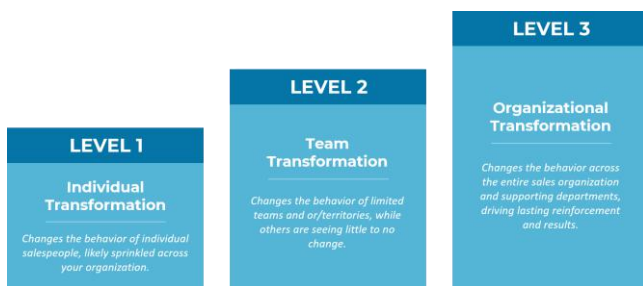 LEVEL 1
Individual
Transformation
Changes the behavior of individual
salespeople, likely sprinkled across
your organization.
LEVEL 2
Team
Transformation
Changes the behavior of limited
teams and or/territories, while
others are seeing little to no
change.
LEVEL 3
Organizational
Transformation
Changes the behavior across
the entire sales organization
and supporting departments,
driving lasting reinforcement
and results.